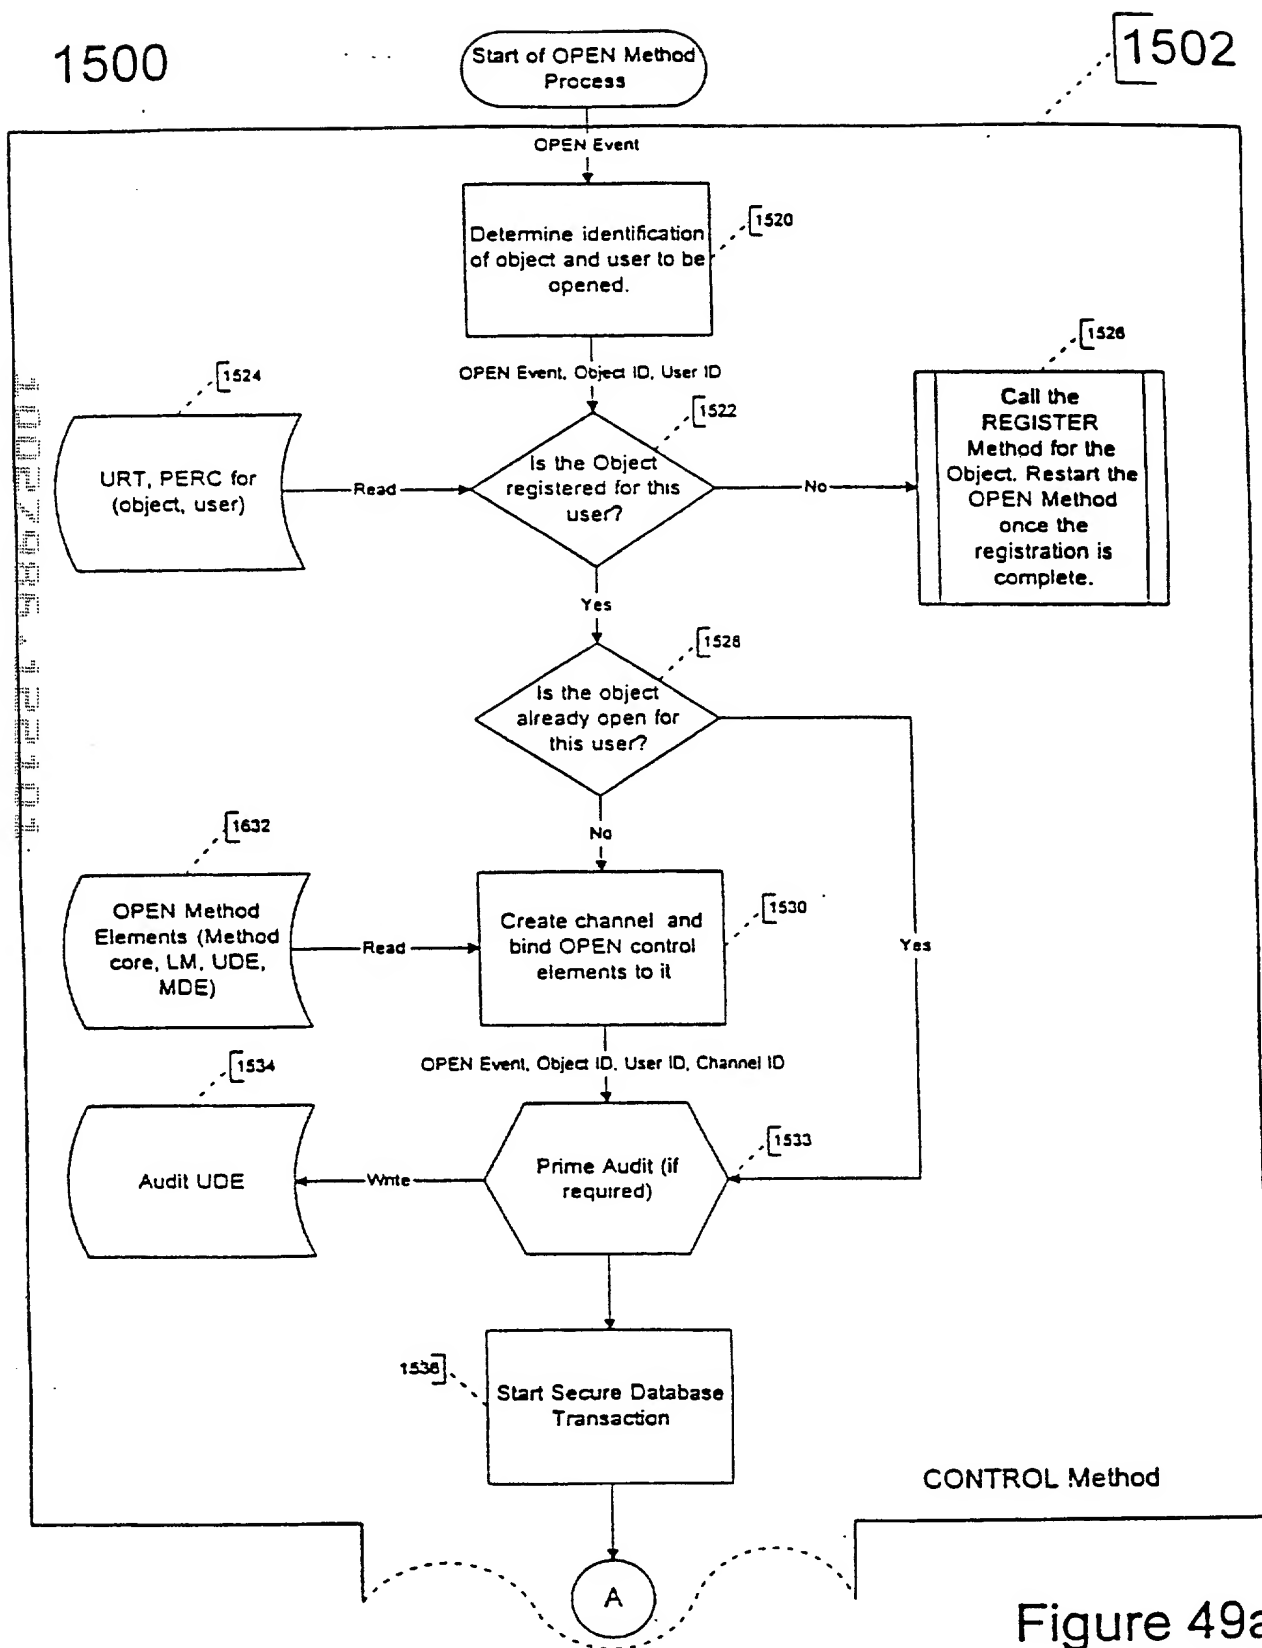 1500
1502
Start of OPEN Method
Process
OPEN Event
Determine identification
of object and user to be
opened.
1520
OPEN Event, Object ID, User ID
1524
URT, PERC for
(object, user)
Read
Is the Object
registered for this
user?
1522
No
1526
Call the
REGISTER
Method for the
Object. Restart the
OPEN Method
once the
registration is
complete.
Yes
Is the object
already open for
this user?
1528
No
Yes
1632
OPEN Method
Elements (Method
core, LM, UDE,
MDE)
Read
Create channel and
bind OPEN control
elements to it
1530
OPEN Event, Object ID, User ID, Channel ID
1534
Audit UDE
Write
Prime Audit (if
required)
1533
1536
Start Secure Database
Transaction
CONTROL Method
A
Figure 49a